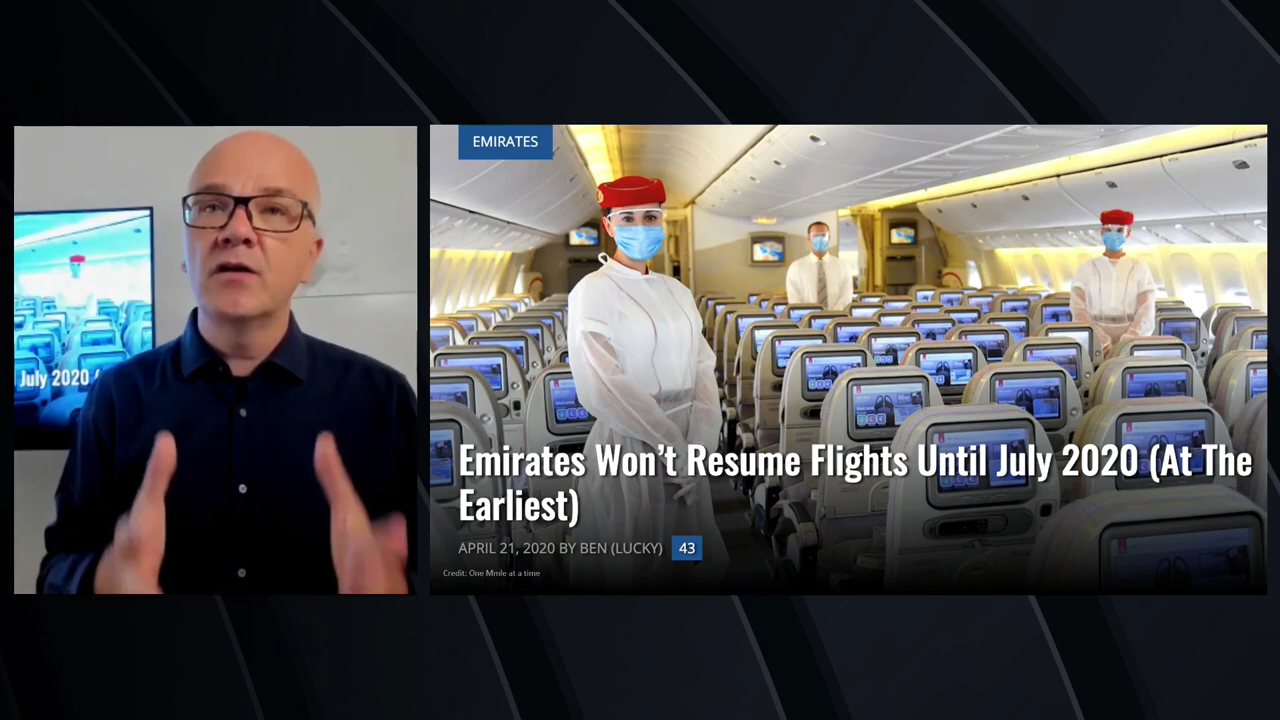 July 2020 (
EMIRATES
Emirates Won't Resume Flights Until July 2020 (At The
Earliest)
APRIL 21, 2020 BY BEN (LUCKY) 43
Credit: One Mmle at a time